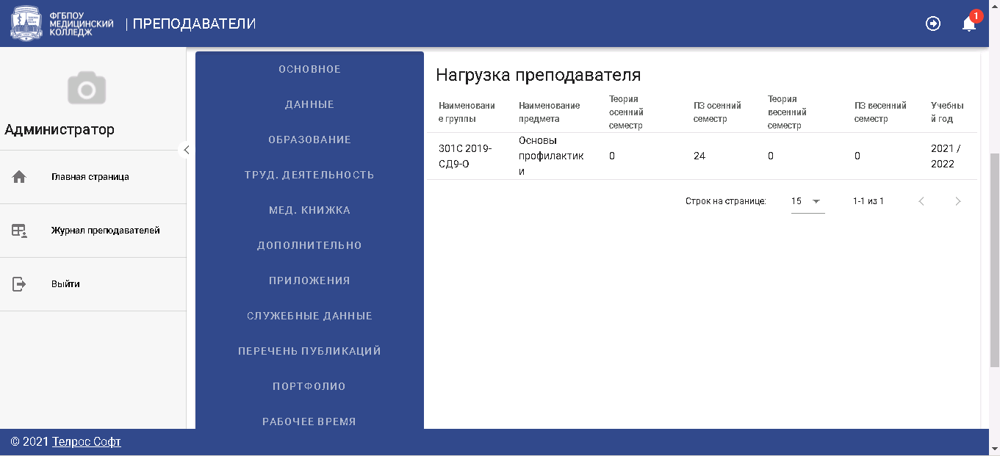 ФГБПОУ
МЕДИЦИНСКИЙ
КОЛЛЕДЖ
| ПРЕПОДАВАТЕЛИ
1
Администратор
Главная страница
Журнал преподавателей
Выйти
ОСНОВНОЕ
ДАННЫЕ
ОБРАЗОВАНИЕ
ТРУД. ДЕЯТЕЛЬНОСТЬ
МЕД. КНИЖКА
ДОПОЛНИТЕЛЬНО
ПРИЛОЖЕНИЯ
СЛУЖЕБНЫЕ ДАННЫЕ
ПЕРЕЧЕНЬ ПУБЛИКАЦИЙ
ПОРТФОЛИО
РАБОЧЕЕ ВРЕМЯ
Нагрузка преподавателя
Наименовани
е группы
Наименование
предмета
Теория
осенний
семестр
ПЗ осенний
семестр
Теория
весенний
семестр
ПЗ весенний
семестр
Учебны
й год
301С 2019-
СД9-О
Основы
профилактик
и
0
24
0
0
2021 /
2022
Строк на странице:
15
1-1 из 1
© 2021 Телрос Софт